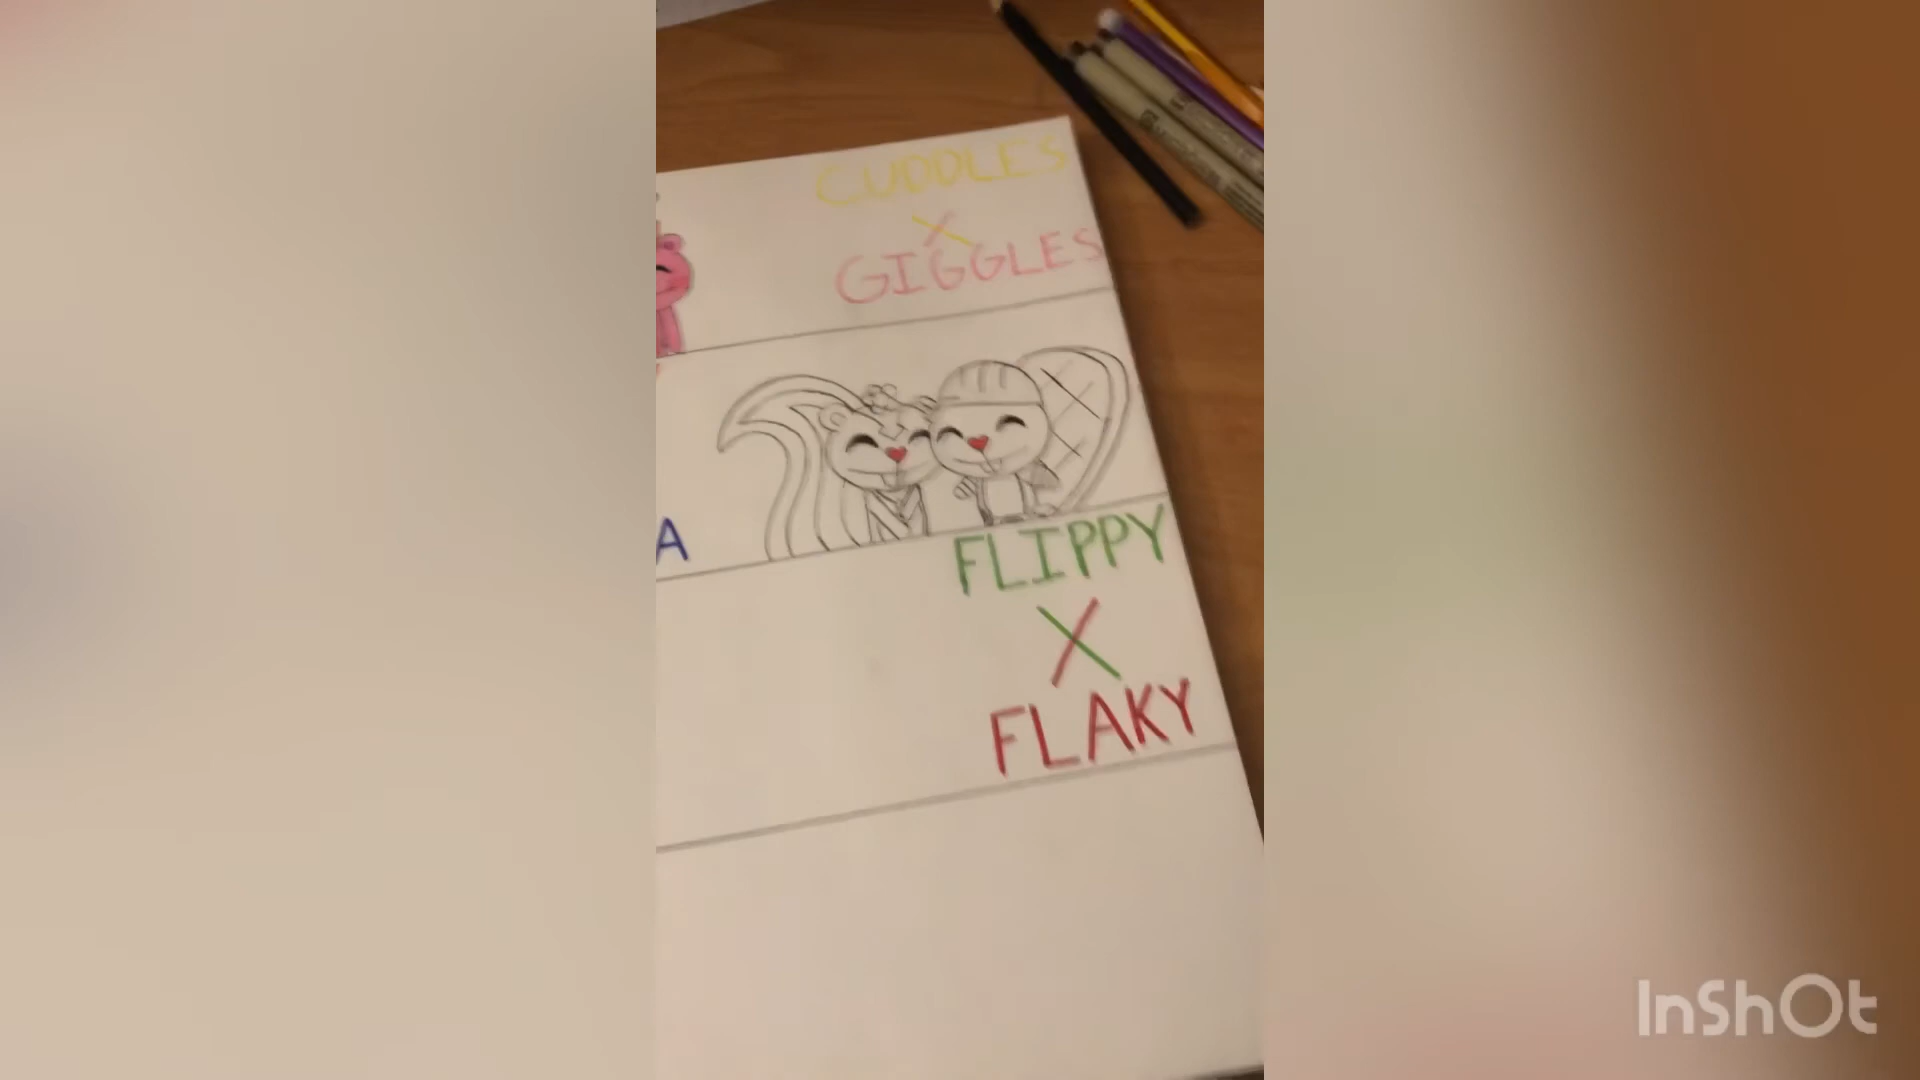 CUDDLES
X
GIGGLES
A
FLIPPY
X
FLAKY
InShOt